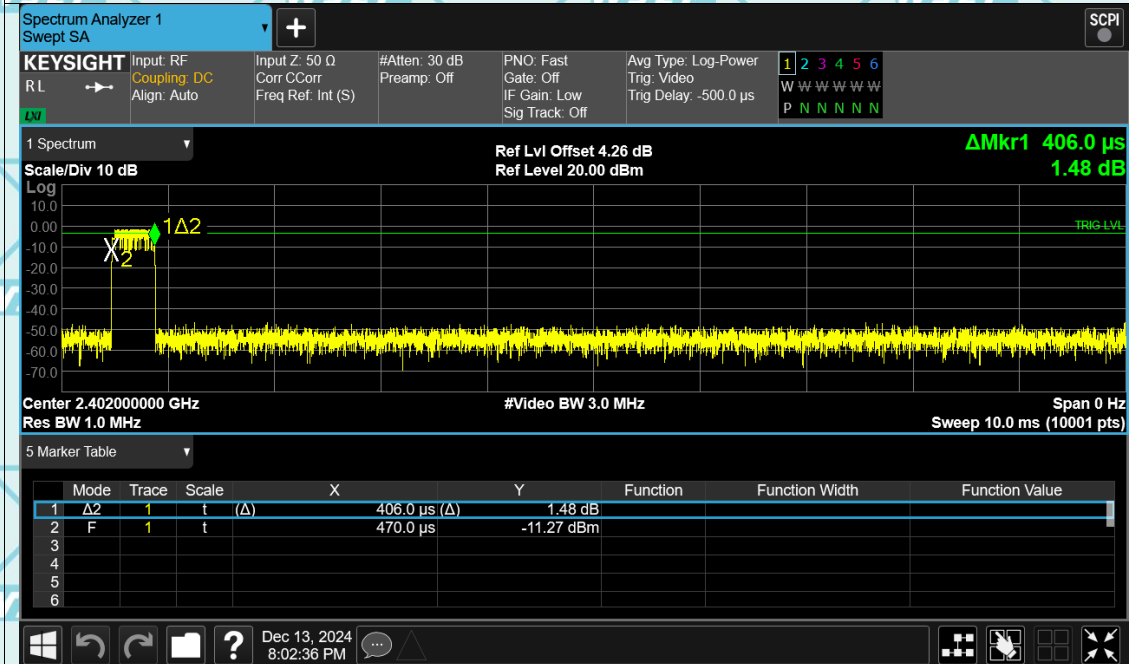 Spectrum Analyzer 1
Swept SA
+
SCPI
KEYSIGHT
R L
LXI
Input: RF
Coupling: DC
Align: Auto
Input Z: 50 Ω
Corr CCorr
Freq Ref: Int (S)
#Atten: 30 dB
Preamp: Off
PNO: Fast
Gate: Off
IF Gain: Low
Sig Track: Off
Avg Type: Log-Power
Trig: Video
Trig Delay: -500.0 µs
1 2 3 4 5 6
W W W W W W
P N N N N N
1 Spectrum
Scale/Div 10 dB
Ref Lvl Offset 4.26 dB
Ref Level 20.00 dBm
ΔMkr1 406.0 µs
1.48 dB
Log
10.0
0.00
-10.0
-20.0
-30.0
-40.0
-50.0
-60.0
-70.0
1Δ2
X
2
TRIG LVL
Center 2.402000000 GHz
#Video BW 3.0 MHz
Span 0 Hz
Res BW 1.0 MHz
Sweep 10.0 ms (10001 pts)
5 Marker Table
Mode Trace Scale X Y Function Function Width Function Value
1 Δ2 1 t (Δ) 406.0 µs (Δ) 1.48 dB
2 F 1 t 470.0 µs -11.27 dBm
3
4
5
6
?
Dec 13, 2024
8:02:36 PM